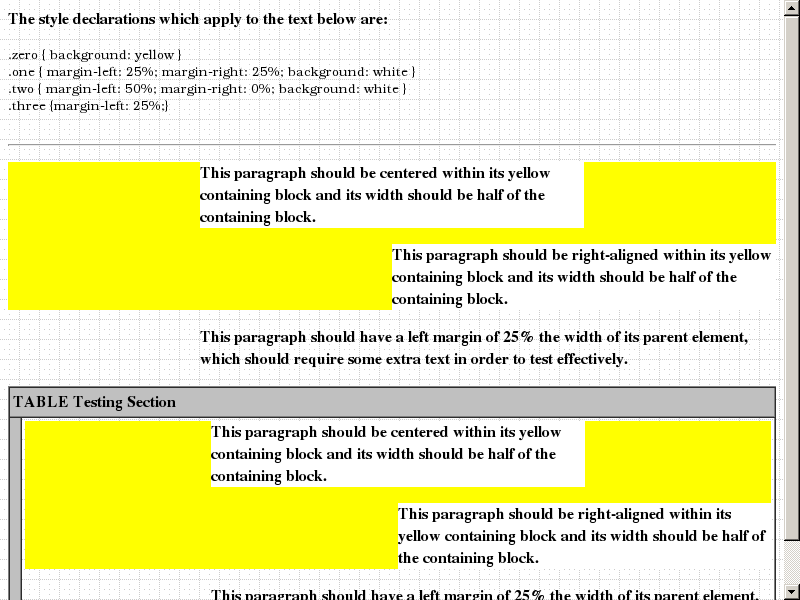 The style declarations which apply to the text below are:
.zero { background: yellow }
.one { margin-left: 25%; margin-right: 25%; background: white }
.two { margin-left: 50%; margin-right: 0%; background: white }
.three {margin-left: 25%;}
This paragraph should be centered within its yellow
containing block and its width should be half of the
containing block.
This paragraph should be right-aligned within its yellow
containing block and its width should be half of the
containing block.
This paragraph should have a left margin of 25% the width of its parent element,
which should require some extra text in order to test effectively.
TABLE Testing Section
This paragraph should be centered within its yellow
containing block and its width should be half of the
containing block.
This paragraph should be right-aligned within its
yellow containing block and its width should be half of
the containing block.
This paragraph should have a left margin of 25% the width of its parent element,